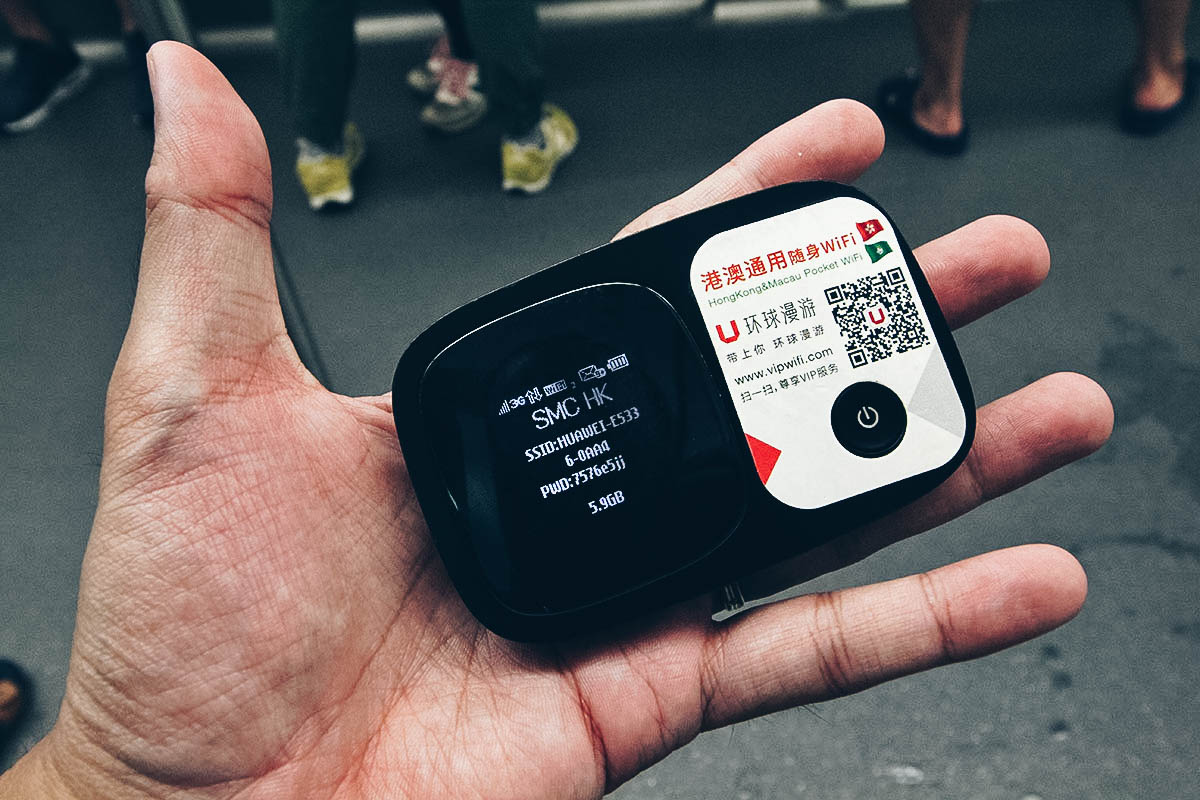 3G WiFi 2
SMC HK
SSID:HUAWEI-E533
6-0AA4
PWD:7576e5jj
5.9GB
港澳通用随身WiFi
HongKong&Macau Pocket WiFi
环球漫游
带上你 环球漫游
www.vipwifi.com
扫一扫,尊享VIP服务